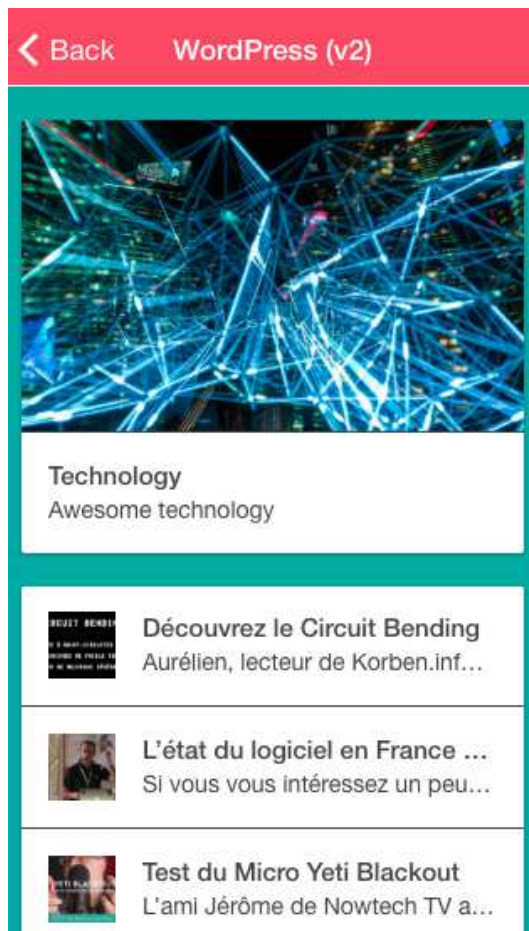 Back
WordPress (v2)
Technology
Awesome technology
Découvrez le Circuit Bending
Aurélien, lecteur de Korben.inf...
L'état du logiciel en France ...
Si vous vous intéressez un peu...
Test du Micro Yeti Blackout
L'ami Jérôme de Nowtech TV a...